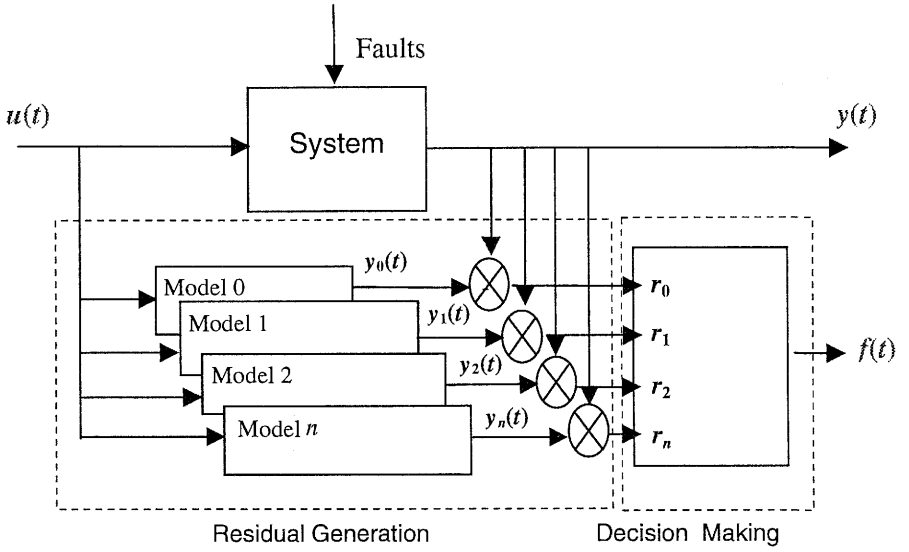 Faults
u(t)
System
y(t)
Model 0
y₀(t)
r₀
Model 1
y₁(t)
r₁
Model 2
y₂(t)
r₂
f(t)
Model n
yₙ(t)
rₙ
Residual Generation
Decision Making